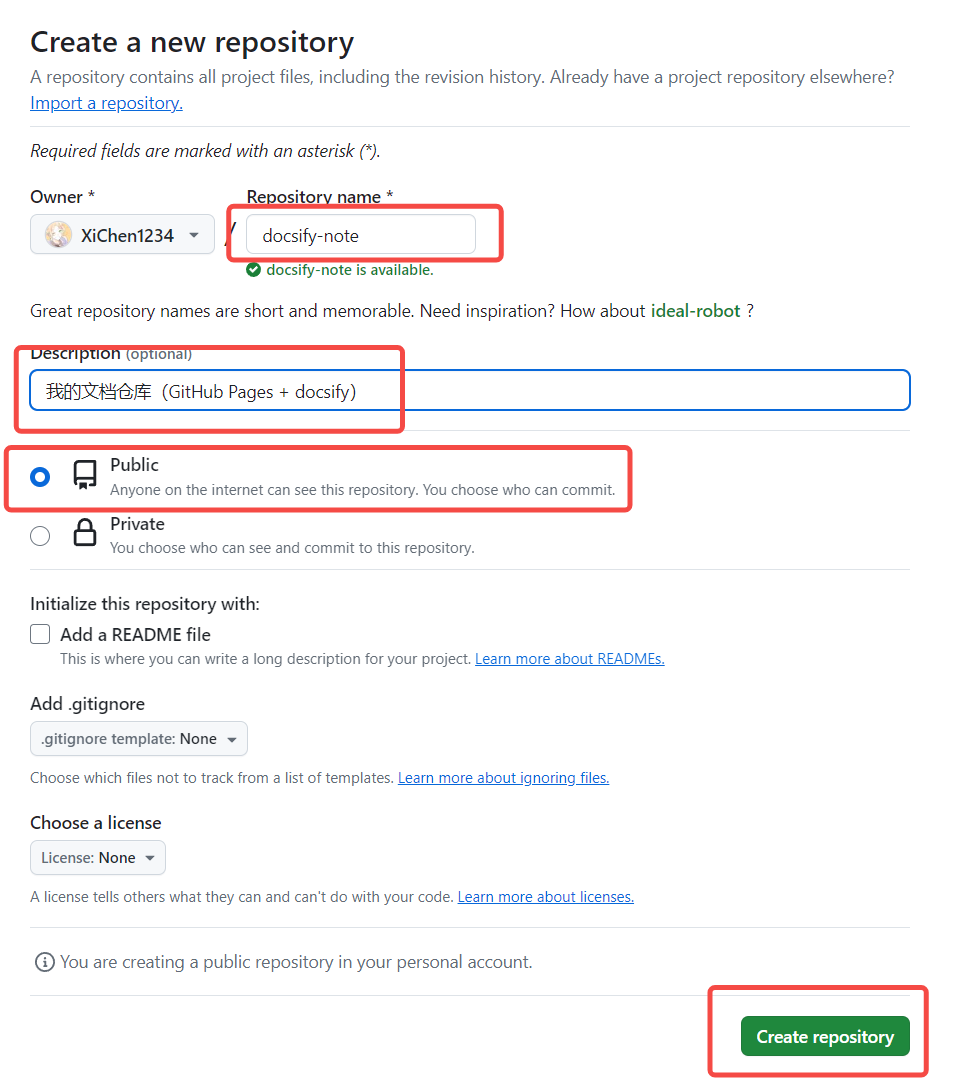 Create a new repository
A repository contains all project files, including the revision history. Already have a project repository elsewhere?
Import a repository.
Required fields are marked with an asterisk (*).
Owner *
Repository name *
XiChen1234
/
docsify-note
docsify-note is available.
Great repository names are short and memorable. Need inspiration? How about ideal-robot ?
Description (optional)
我的文档仓库（GitHub Pages + docsify）
Public
Anyone on the internet can see this repository. You choose who can commit.
Private
You choose who can see and commit to this repository.
Initialize this repository with:
Add a README file
This is where you can write a long description for your project. Learn more about READMEs.
Add .gitignore
.gitignore template: None
Choose which files not to track from a list of templates. Learn more about ignoring files.
Choose a license
License: None
A license tells others what they can and can't do with your code. Learn more about licenses.
You are creating a public repository in your personal account.
Create repository